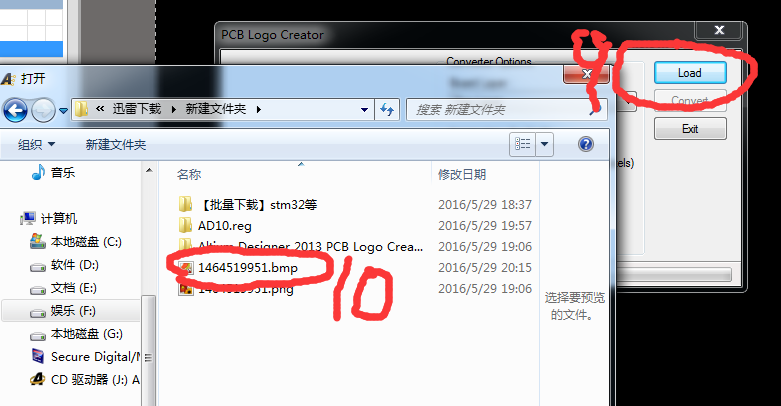 PCB Logo Creator
Converter Options
9
Load
打开
« 迅雷下载 ▸ 新建文件夹 ▸
搜索 新建文件夹
Exit
组织 新建文件夹
音乐
名称 修改日期
【批量下载】stm32等 2016/5/29 18:37
计算机
AD10.reg 2016/5/29 19:57
本地磁盘 (C:)
Altium Designer 2013 PCB Logo Crea... 2016/5/29 19:06
软件 (D:)
1464519951.bmp 2016/5/29 20:15
文档 (E:)
1464519951.png 2016/5/29 19:06
10
选择要预览
的文件。
娱乐 (F:)
本地磁盘 (G:)
Secure Digital/M
CD 驱动器 (J:) A